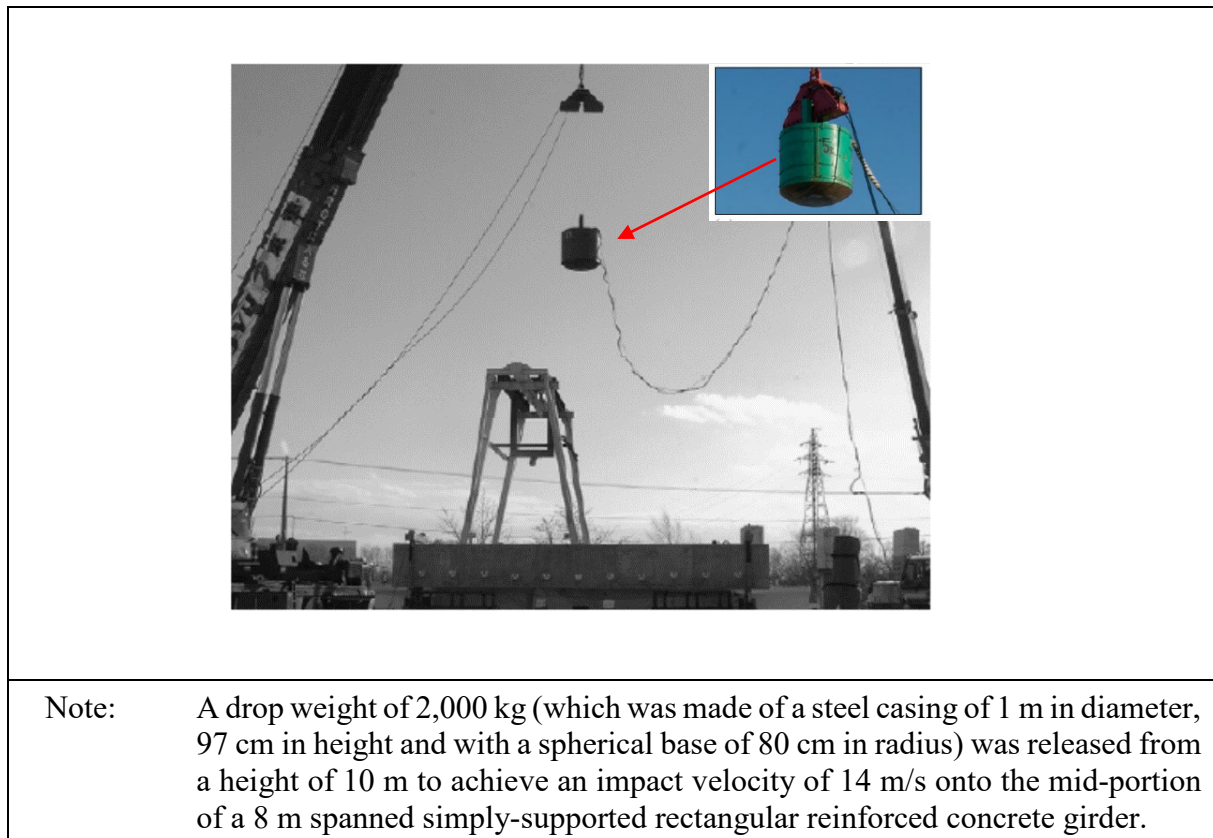 Note: A drop weight of 2,000 kg (which was made of a steel casing of 1 m in diameter,
97 cm in height and with a spherical base of 80 cm in radius) was released from
a height of 10 m to achieve an impact velocity of 14 m/s onto the mid-portion
of a 8 m spanned simply-supported rectangular reinforced concrete girder.